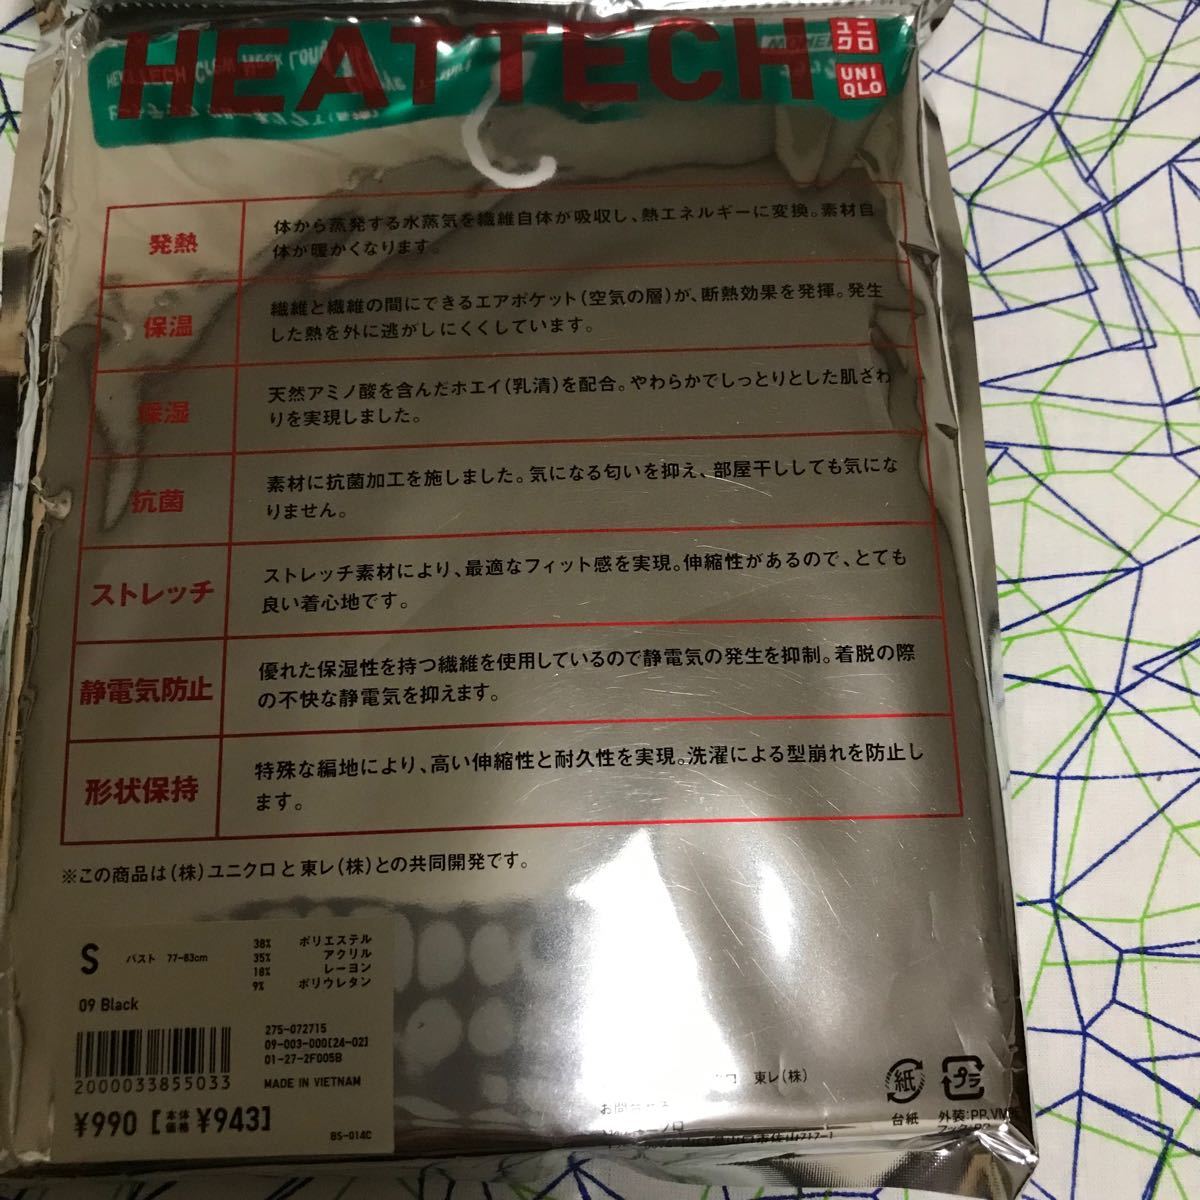 HEATTECH
ユニ
クロ
UNI
QLO
HEATTECH Crew Neck Long
発熱
体から蒸発する水蒸気を繊維自体が吸収し、熱エネルギーに変換。素材自
体が暖かくなります。
保温
繊維と繊維の間にできるエアポケット(空気の層)が、断熱効果を発揮。発生
した熱を外に逃がしにくくしています。
保湿
天然アミノ酸を含んだホエイ(乳清)を配合。やわらかでしっとりとした肌ざわ
りを実現しました。
抗菌
素材に抗菌加工を施しました。気になる匂いを抑え、部屋干ししても気にな
りません。
ストレッチ
ストレッチ素材により、最適なフィット感を実現。伸縮性があるので、とても
良い着心地です。
静電気防止
優れた保湿性を持つ繊維を使用しているので静電気の発生を抑制。着脱の際
の不快な静電気を抑えます。
形状保持
特殊な編地により、高い伸縮性と耐久性を実現。洗濯による型崩れを防止し
ます。
※この商品は(株)ユニクロと東レ(株)との共同開発です。
S バスト 77-83cm
38% ポリエステル
35% アクリル
18% レーヨン
9% ポリウレタン
09 Black
275-072715
09-003-000[24-02]
01-27-2F005B
2000033855033
MADE IN VIETNAM
¥990 [本体価格 ¥943]
BS-014C
東レ(株)
紙
台紙
プラ
外装:PP,VM